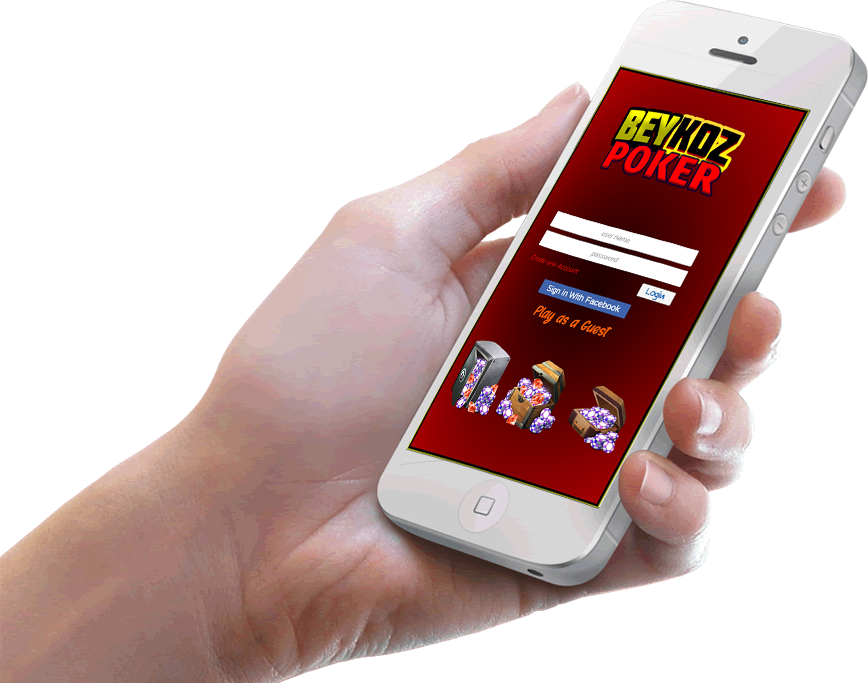 BEYKOZ
POKER
user name
password
Create new Account
Login
Sign in With Facebook
Play as a Guest